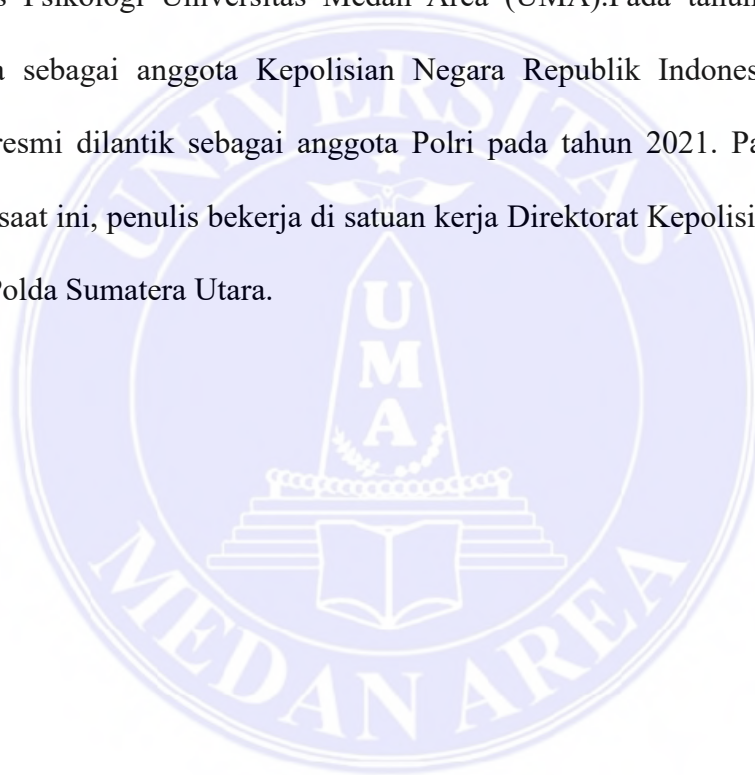 Psikologi Universitas Medan Area (UMA).Pada tahun
sebagai anggota Kepolisian Negara Republik Indones
resmi dilantik sebagai anggota Polri pada tahun 2021. Pa
saat ini, penulis bekerja di satuan kerja Direktorat Kepolisi
Polda Sumatera Utara.
UNIVERSITAS
UMA
MEDAN AREA